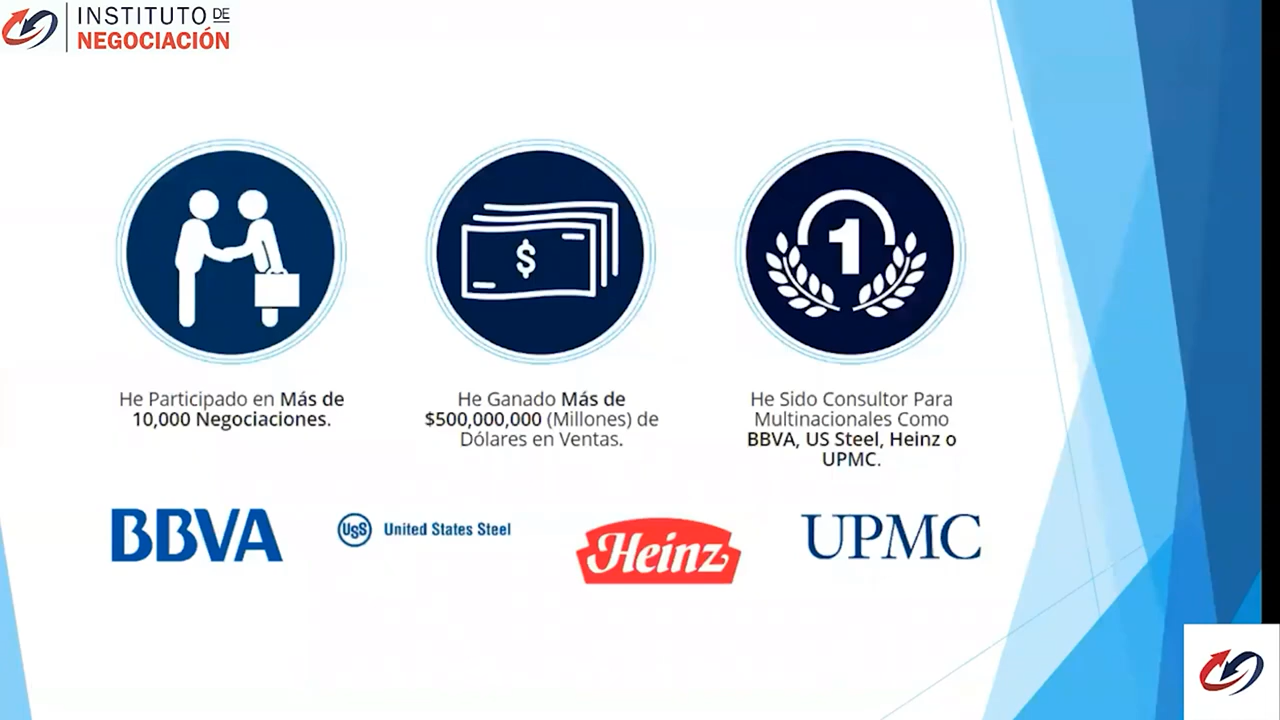 INSTITUTO DE
NEGOCIACIÓN
1
$
He Participado en Más de
10,000 Negociaciones.
He Ganado Más de
$500,000,000 (Millones) de
Dólares en Ventas.
He Sido Consultor Para
Multinacionales Como
BBVA, US Steel, Heinz o
UPMC.
BBVA
USS United States Steel
Heinz
UPMC